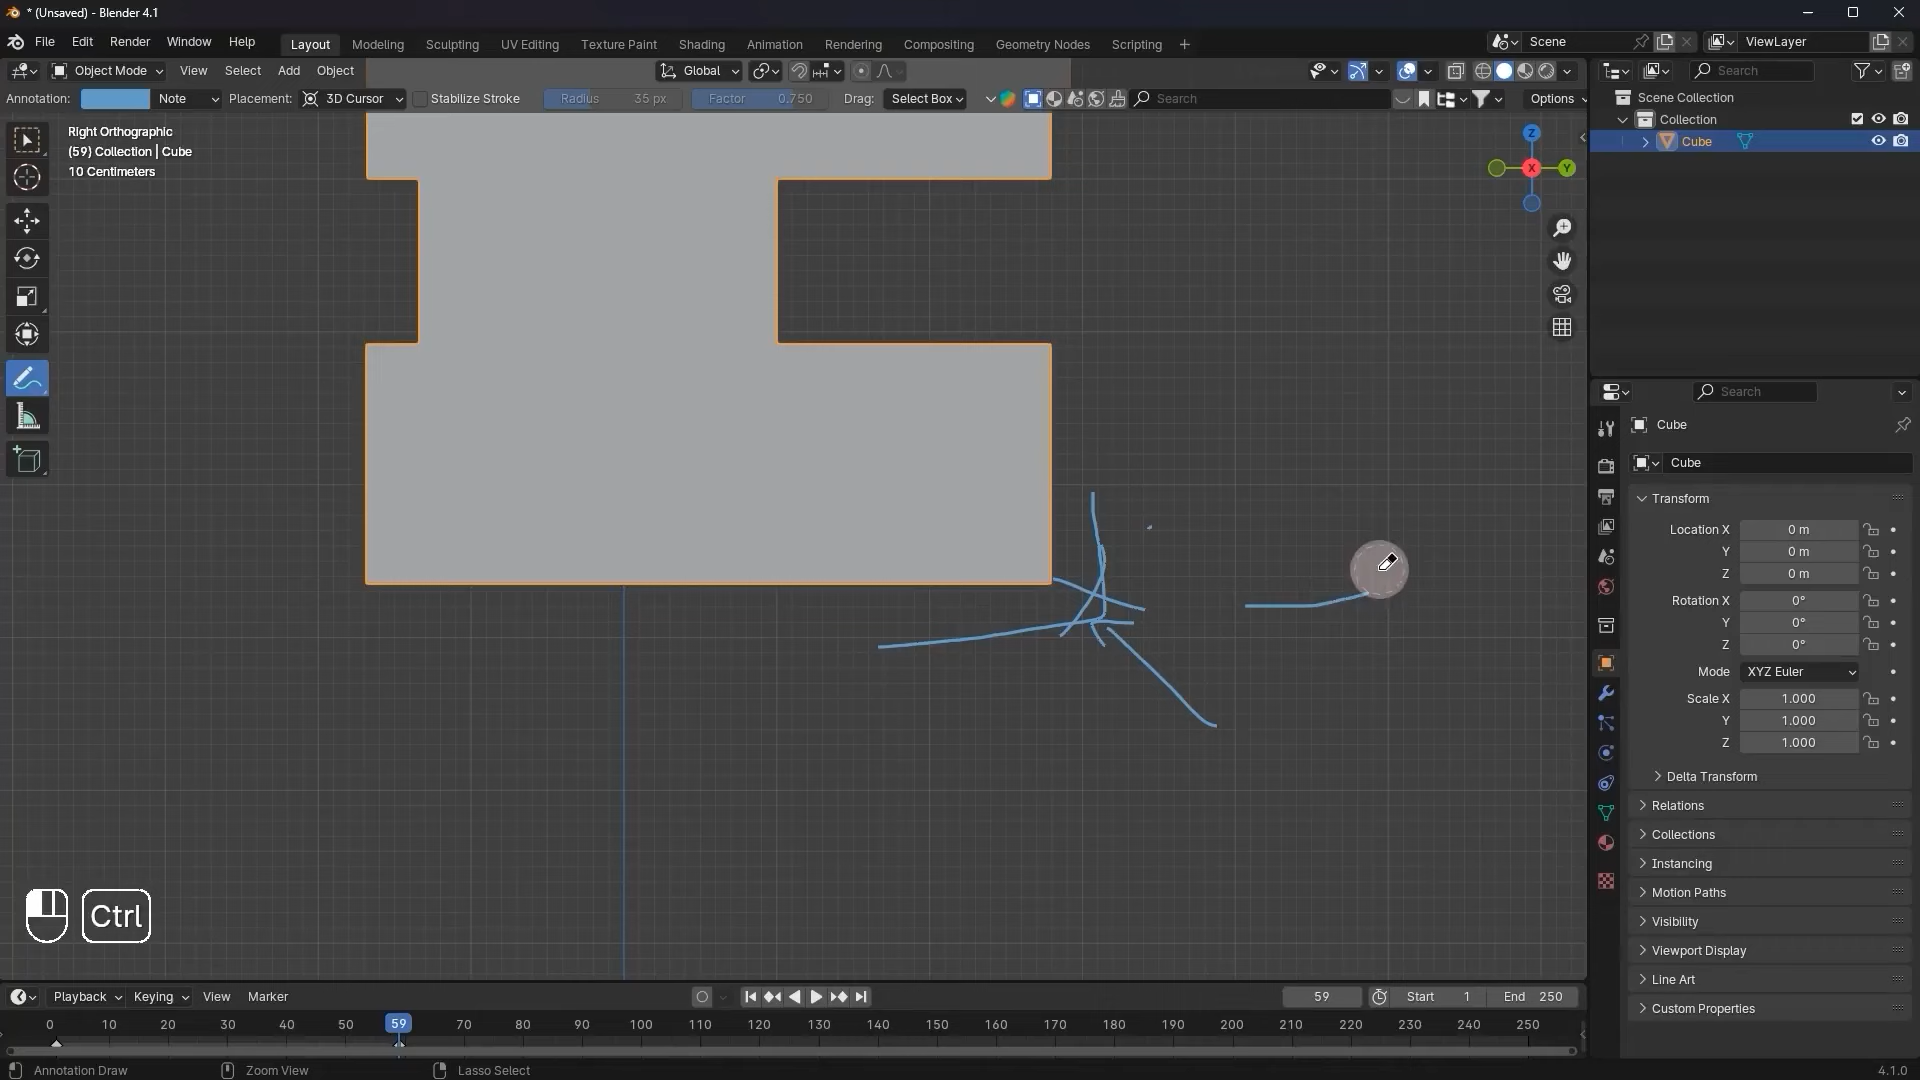 * (Unsaved) - Blender 4.1
File Edit Render Window Help Layout Modeling Sculpting UV Editing Texture Paint Shading Animation Rendering Compositing Geometry Nodes Scripting + Scene ViewLayer
Object Mode View Select Add Object Global Search
Annotation: Note Placement: 3D Cursor Stabilize Stroke Radius 35 px Factor 0.750 Drag: Select Box Search Options
Scene Collection
Collection
Cube
Right Orthographic
(59) Collection | Cube
10 Centimeters
Z
X
Y
Search
Cube
Cube
Transform
Location X 0 m
Y 0 m
Z 0 m
Rotation X 0°
Y 0°
Z 0°
Mode XYZ Euler
Scale X 1.000
Y 1.000
Z 1.000
Delta Transform
Relations
Collections
Instancing
Motion Paths
Visibility
Viewport Display
Line Art
Custom Properties
Ctrl
Playback Keying View Marker 59 Start 1 End 250
0 10 20 30 40 50 59 70 80 90 100 110 120 130 140 150 160 170 180 190 200 210 220 230 240 250
Annotation Draw Zoom View Lasso Select 4.1.0